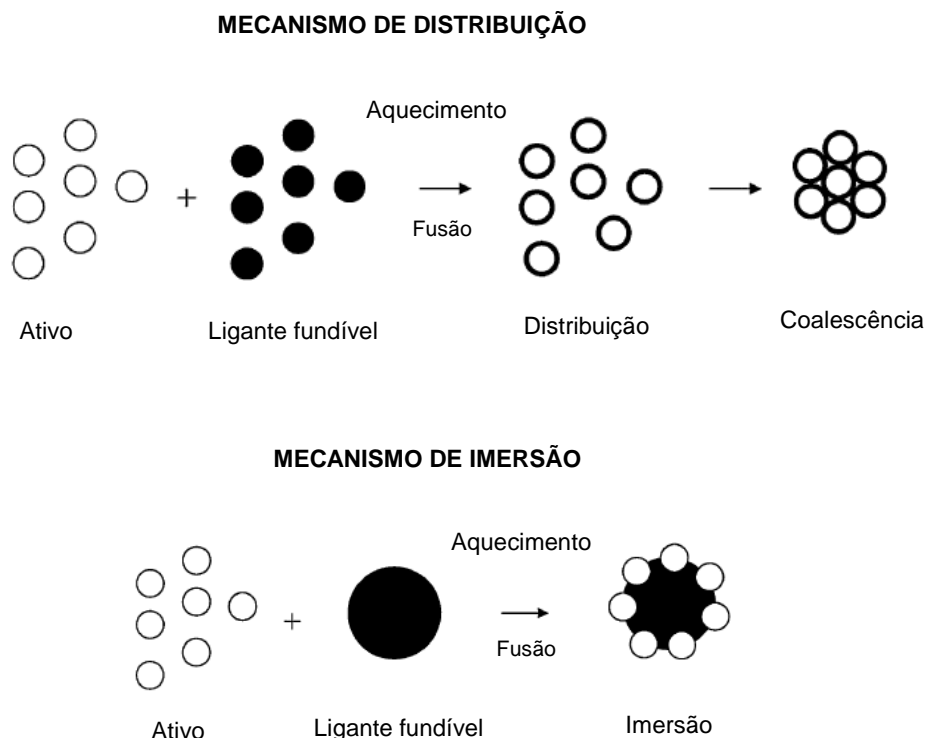 MECANISMO DE DISTRIBUIÇÃO
Aquecimento
+
Fusão
Ativo
Ligante fundível
Distribuição
Coalescência
MECANISMO DE IMERSÃO
Aquecimento
+
Fusão
Ativo
Ligante fundível
Imersão